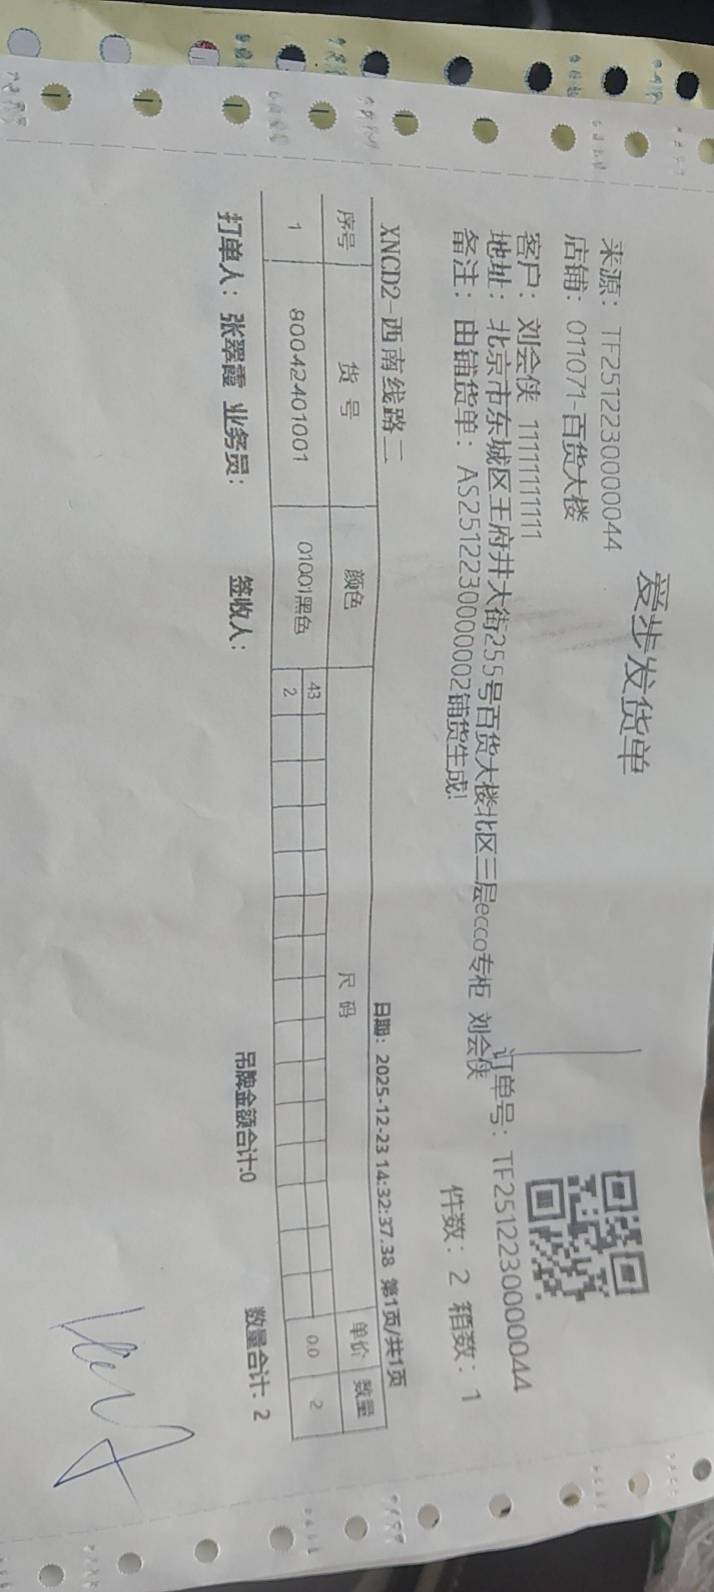 爱步发货单
来源：TF251223000044
店铺：011071-百货大楼
订单号：TF251223000044
客户：刘会侠 11111111111
地址：北京市东城区王府井大街255号百货大楼北区三层ecco专柜 刘会侠
备注：由铺货单：AS251223000002铺货生成!
件数：2 箱数：1
XNCD2-西南线路二
日期：2025-12-23 14:32:37.38 第1页/共1页
序号 货号 颜色 尺码 单价 数量
43
1 80042401001 01001黑色 2 0.0 2
打单人：张翠霞 业务员： 签收人： 吊牌金额合计:0 数量合计：2